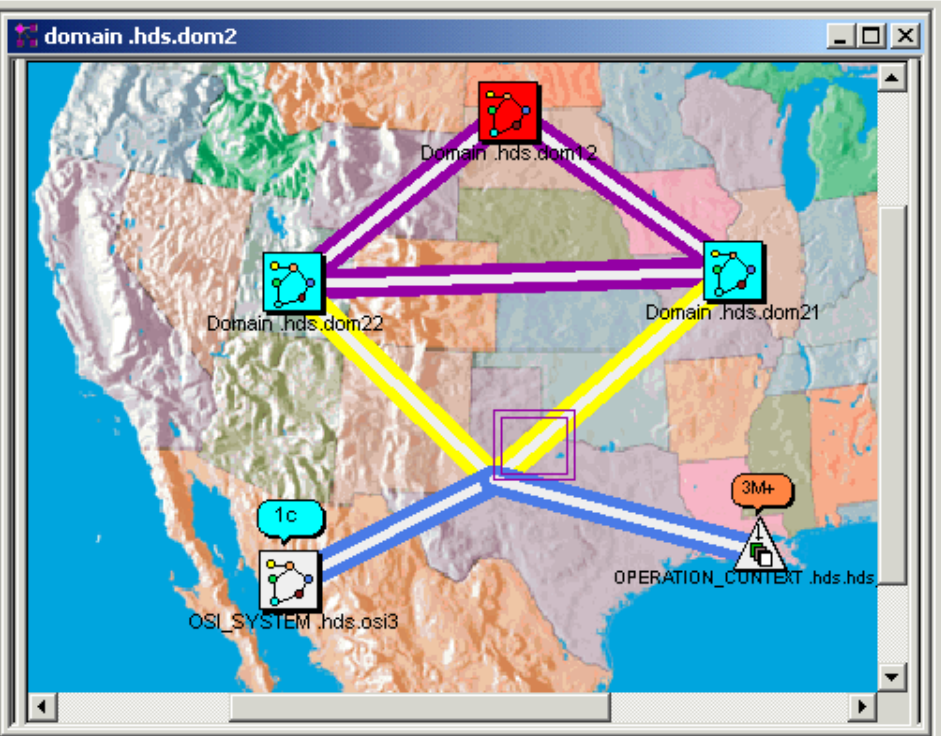 domain .hds.dom2
Domain .hds.dom12
Domain .hds.dom22
Domain .hds.dom21
3M+
1c
OPERATION_CONTEXT .hds.hds
OSI_SYSTEM .hds.osi3